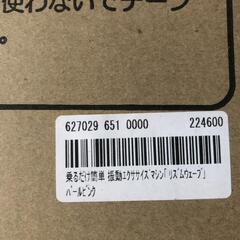 使わないでテープ
。
627029 651 0000 224600
乗るだけ簡単 振動エクササイズマシン「リズムウェーブ」
パールピンク